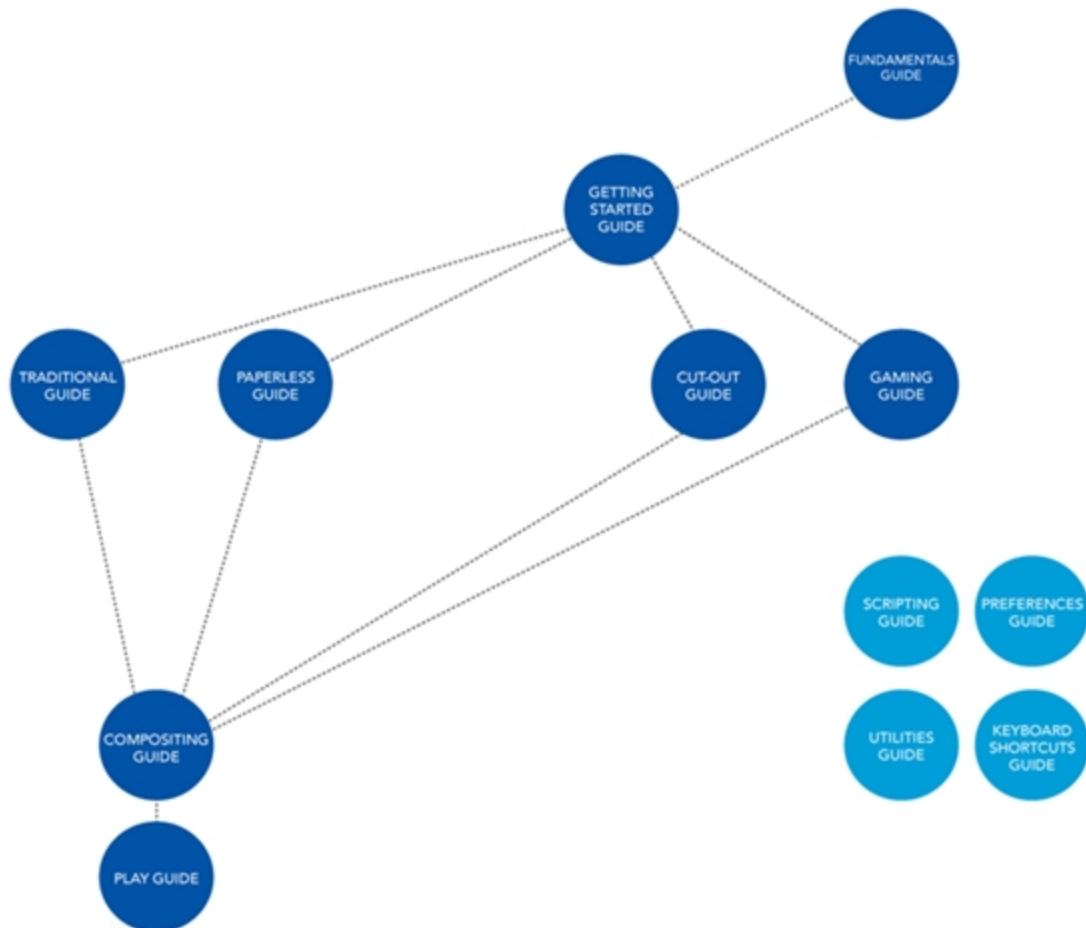 FUNDAMENTALS
GUIDE
GETTING
STARTED
GUIDE
TRADITIONAL
GUIDE
PAPERLESS
GUIDE
CUT-OUT
GUIDE
GAMING
GUIDE
SCRIPTING
GUIDE
PREFERENCES
GUIDE
COMPOSITING
GUIDE
UTILITIES
GUIDE
KEYBOARD
SHORTCUTS
GUIDE
PLAY GUIDE